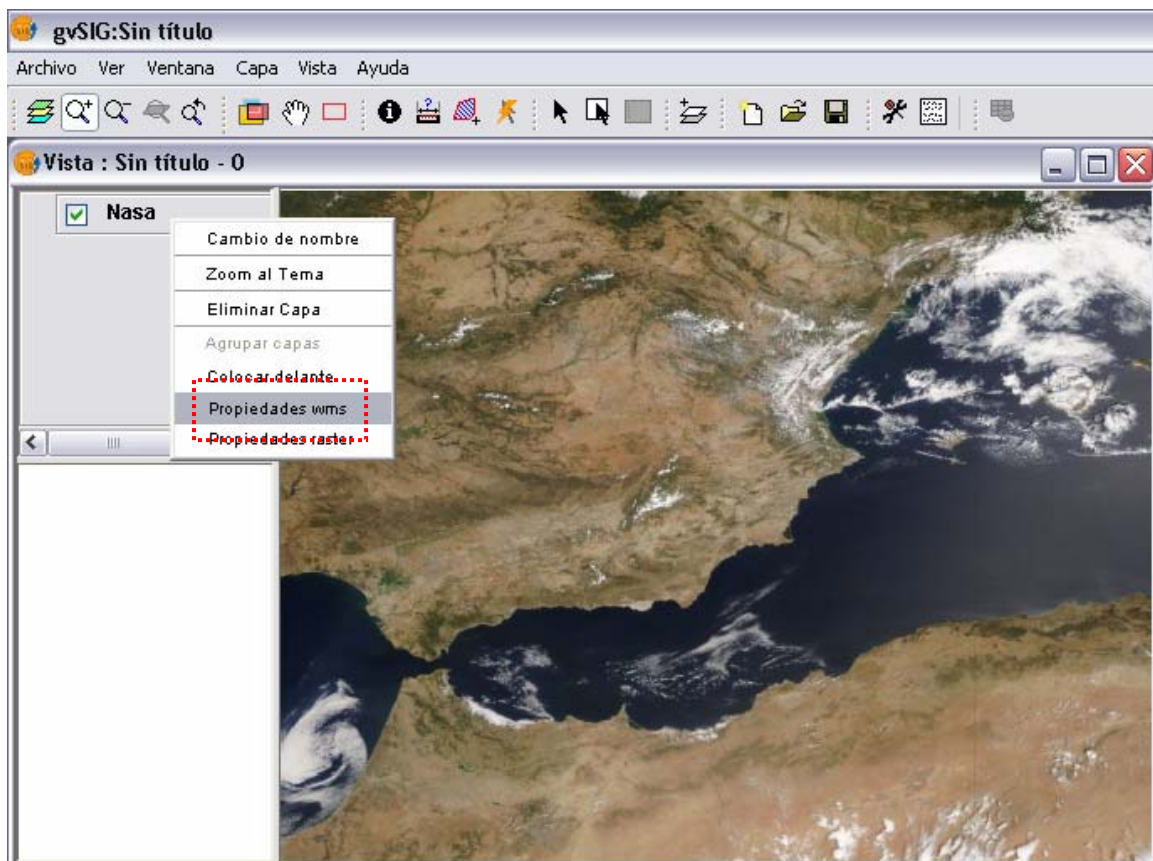 gvSIG:Sin título
Archivo Ver Ventana Capa Vista Ayuda
Vista : Sin título - 0
Nasa
Cambio de nombre
Zoom al Tema
Eliminar Capa
Agrupar capas
Colocar delante
Propiedades wms
Propiedades raster